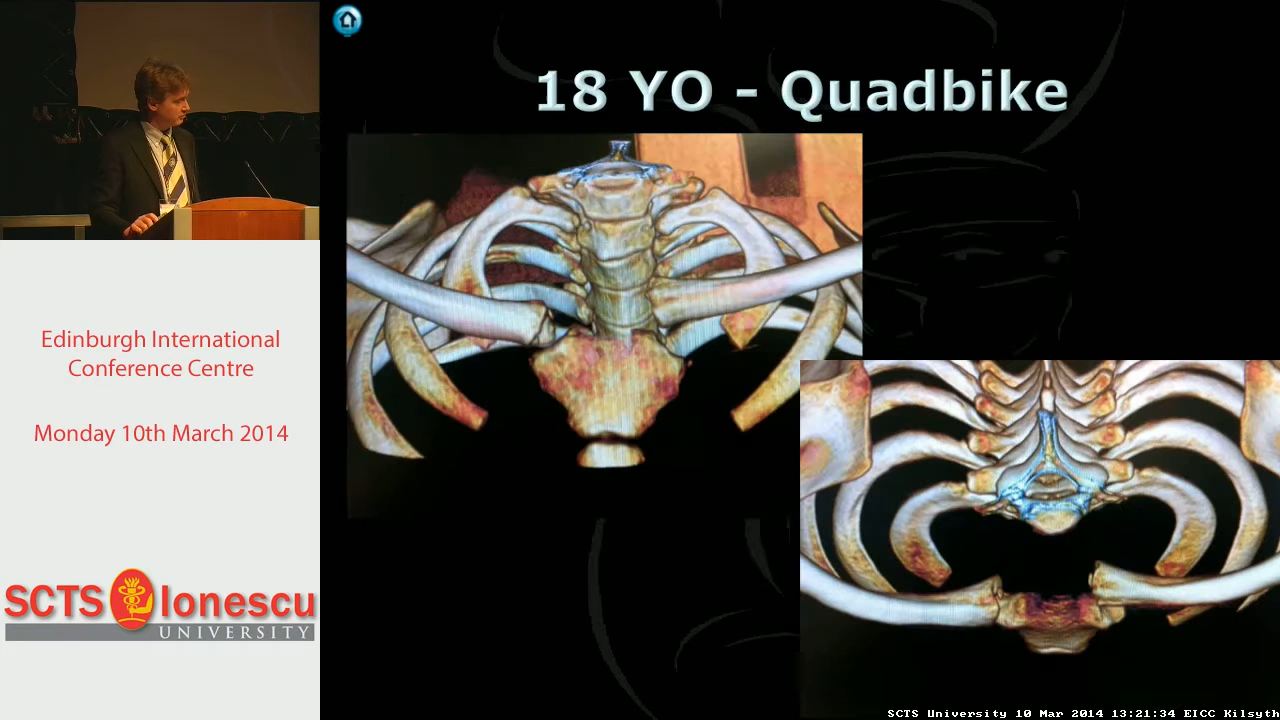 18 YO - Quadbike
Edinburgh International
Conference Centre
Monday 10th March 2014
SCTS Ionescu
UNIVERSITY
SCTS University 10 Mar 2014 13:21:34 EICC Kilsyth